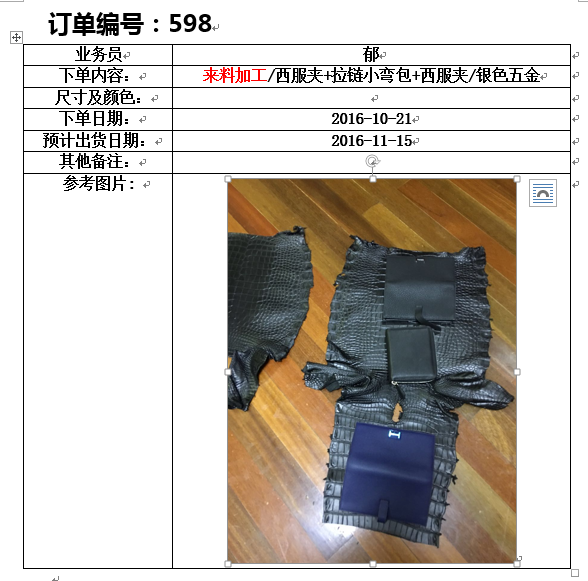 订单编号：598
业务员 郁
下单内容： 来料加工/西服夹+拉链小弯包+西服夹/银色五金
尺寸及颜色：
下单日期： 2016-10-21
预计出货日期： 2016-11-15
其他备注：
参考图片：